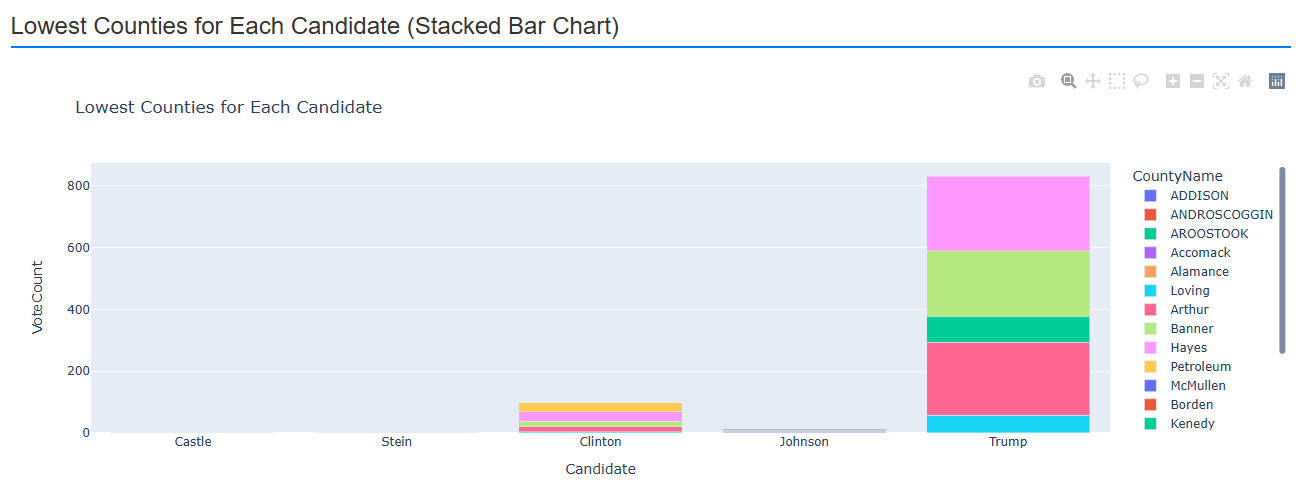 Lowest Counties for Each Candidate (Stacked Bar Chart)
Lowest Counties for Each Candidate
800
600
400
200
0
VoteCount
Castle
Stein
Clinton
Johnson
Trump
Candidate
CountyName
ADDISON
ANDROSCOGGIN
AROOSTOOK
Accomack
Alamance
Loving
Arthur
Banner
Hayes
Petroleum
McMullen
Borden
Kenedy